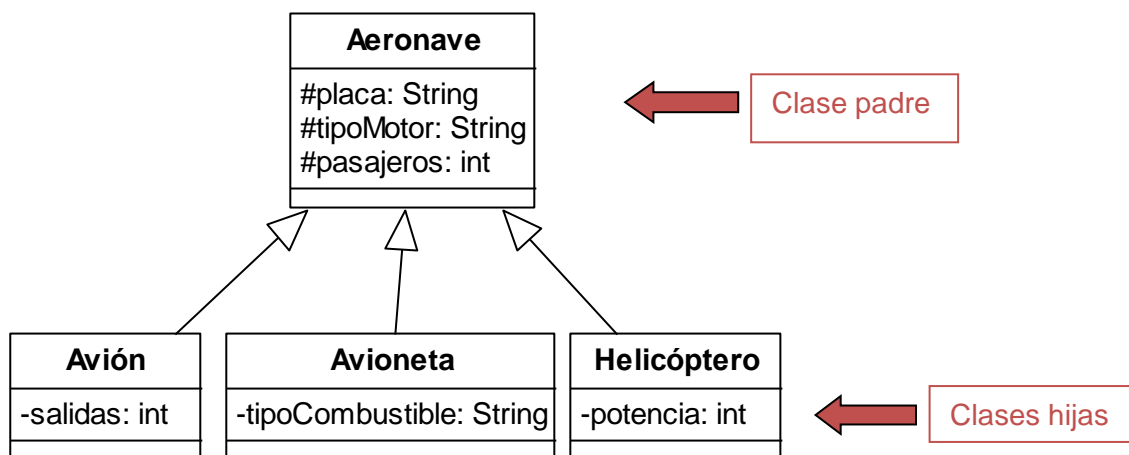 Aeronave
#placa: String
#tipoMotor: String
#pasajeros: int
Clase padre
Avión
-salidas: int
Avioneta
-tipoCombustible: String
Helicóptero
-potencia: int
Clases hijas